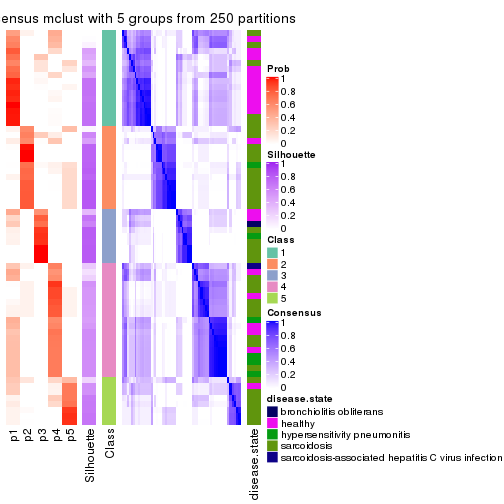 ensus mclust with 5 groups from 250 partitions
Prob
1
0.8
0.6
0.4
0.2
0
Silhouette
1
0.8
0.6
0.4
0.2
0
Class
1
2
3
4
5
Consensus
1
0.8
0.6
0.4
0.2
0
disease.state
bronchiolitis obliterans
healthy
hypersensitivity pneumonitis
sarcoidosis
sarcoidosis-associated hepatitis C virus infection
p1
p2
p3
p4
p5
Silhouette
Class
disease.state